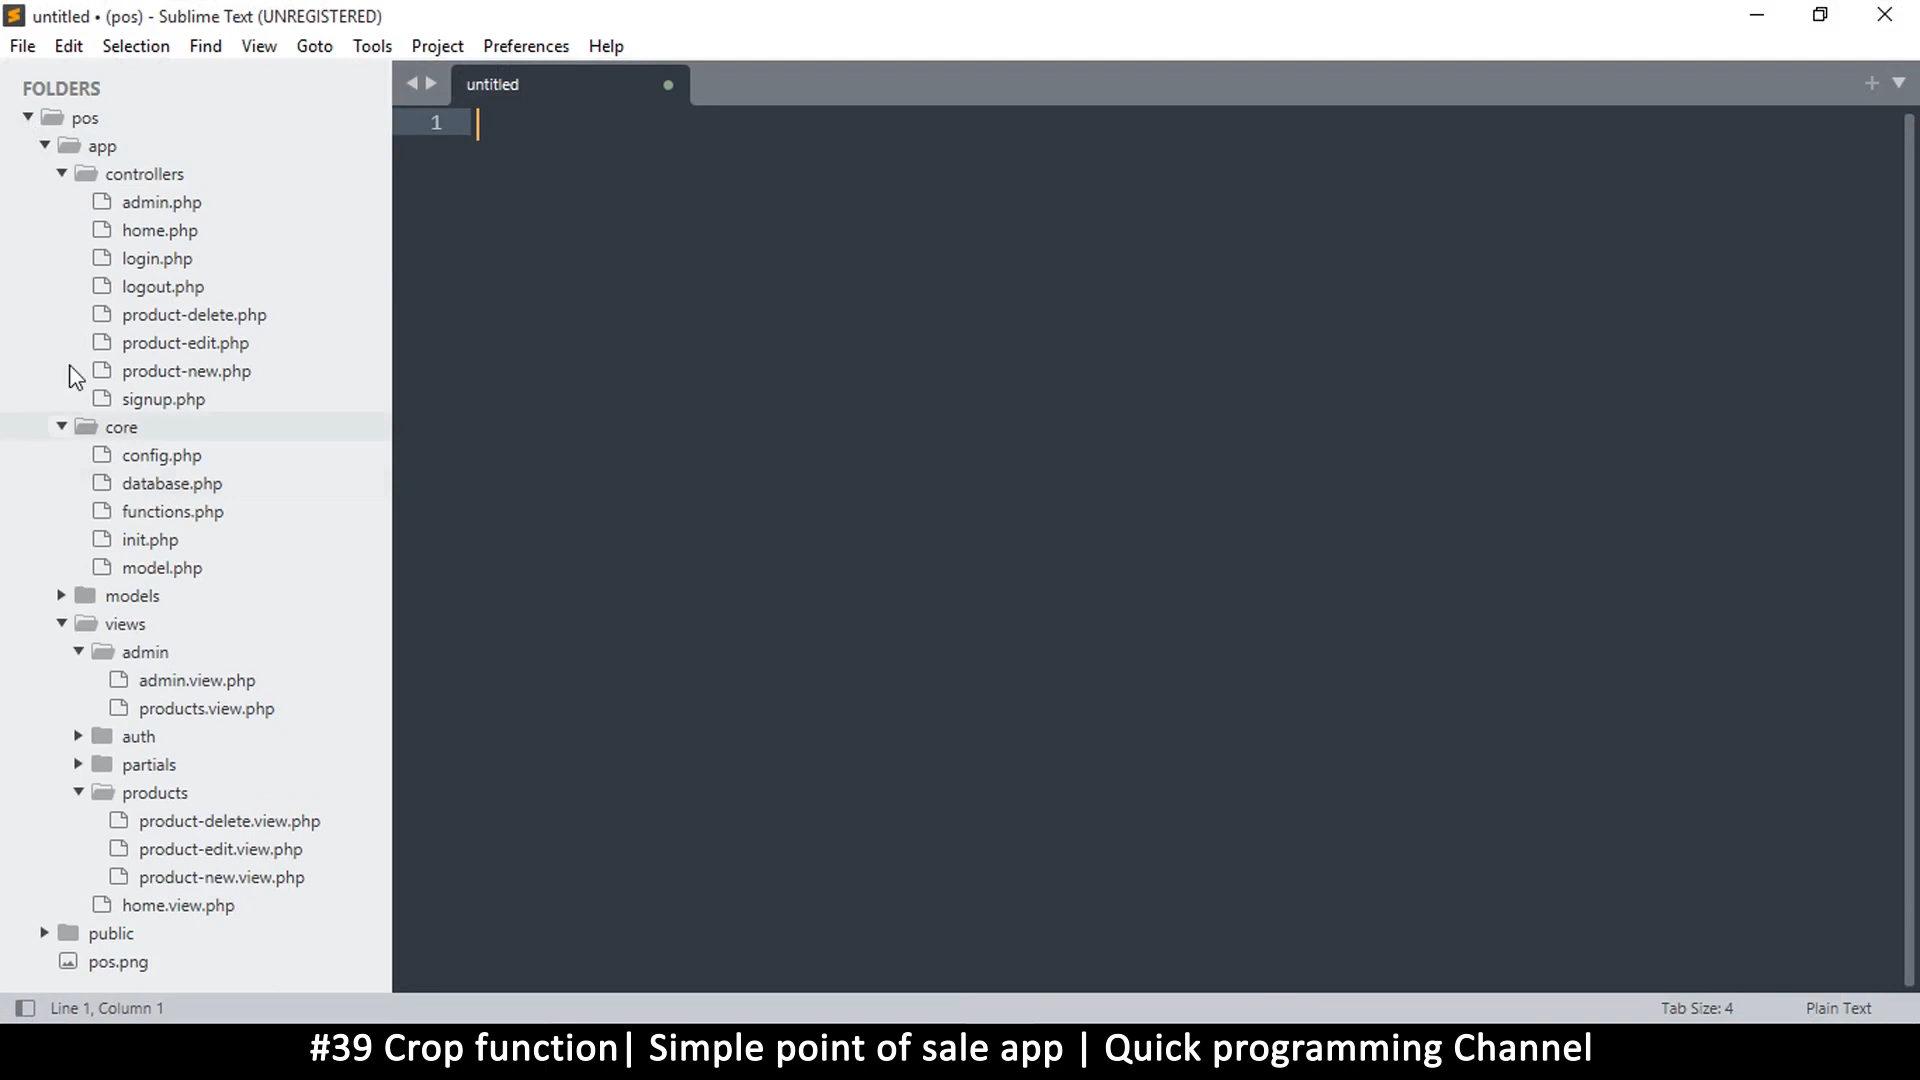 untitled • (pos) - Sublime Text (UNREGISTERED)
File Edit Selection Find View Goto Tools Project Preferences Help
FOLDERS
pos
app
controllers
admin.php
home.php
login.php
logout.php
product-delete.php
product-edit.php
product-new.php
signup.php
core
config.php
database.php
functions.php
init.php
model.php
models
views
admin
admin.view.php
products.view.php
auth
partials
products
product-delete.view.php
product-edit.view.php
product-new.view.php
home.view.php
public
pos.png
untitled
1
Line 1, Column 1
Tab Size: 4
Plain Text
#39 Crop function| Simple point of sale app | Quick programming Channel